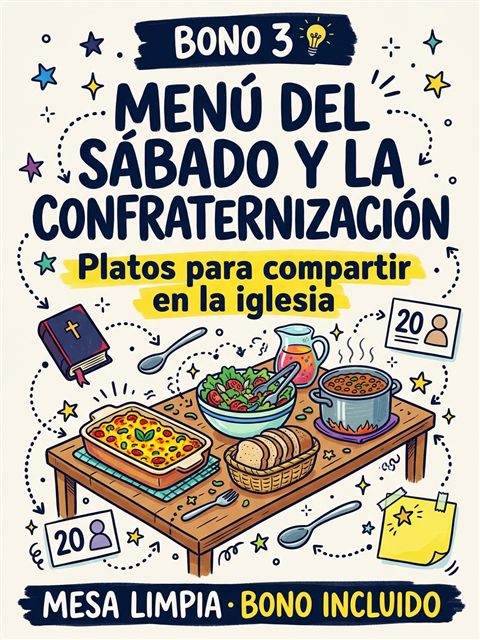 BONO 3
MENÚ DEL
SÁBADO Y LA
CONFRATERNIZACIÓN
Platos para compartir
en la iglesia
20
20
MESA LIMPIA · BONO INCLUIDO